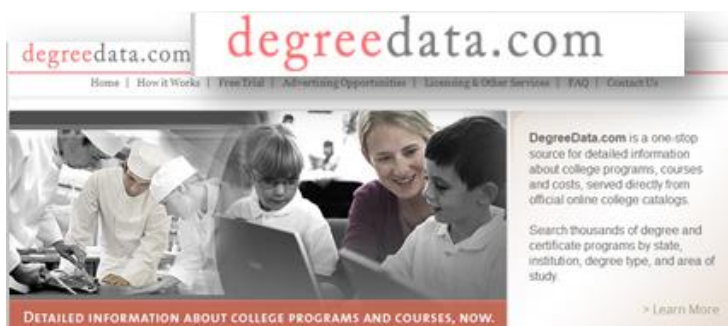 degreedata.com
degreedata.com
Home | How it Works | Free Trial | Advertising Opportunities | Licensing & Other Services | FAQ | Contact Us
DegreeData.com is a one-stop
source for detailed information
about college programs, courses
and costs, served directly from
official online college catalogs.
Search thousands of degree and
certificate programs by state,
institution, degree type, and area of
study.
> Learn More
DETAILED INFORMATION ABOUT COLLEGE PROGRAMS AND COURSES, NOW.